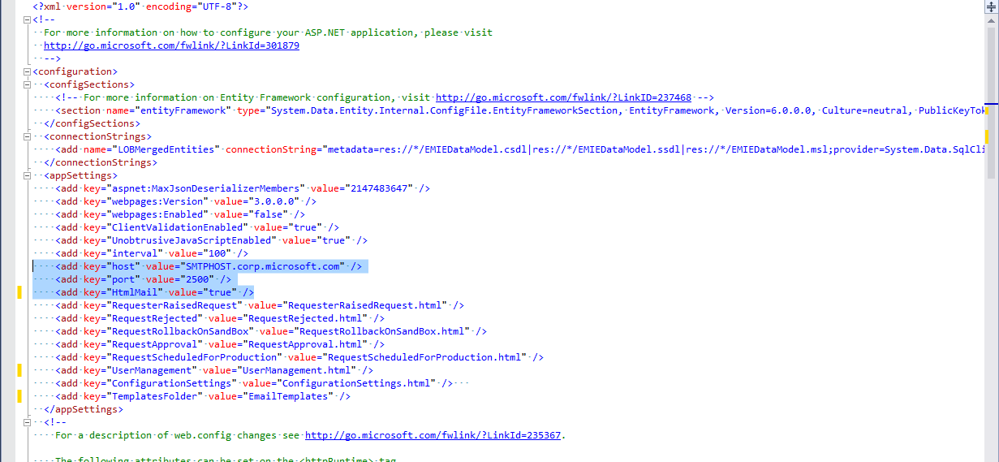 <?xml version="1.0" encoding="UTF-8"?>
<!--
For more information on how to configure your ASP.NET application, please visit
http://go.microsoft.com/fwlink/?LinkId=301879
-->
<configuration>
<configSections>
<!-- For more information on Entity Framework configuration, visit http://go.microsoft.com/fwlink/?LinkID=237468 -->
<section name="entityFramework" type="System.Data.Entity.Internal.ConfigFile.EntityFrameworkSection, EntityFramework, Version=6.0.0.0, Culture=neutral, PublicKeyTok
</configSections>
<connectionStrings>
<add name="LOBMergedEntities" connectionString="metadata=res://*/EMIEDataModel.csdl|res://*/EMIEDataModel.ssdl|res://*/EMIEDataModel.msl;provider=System.Data.SqlCli
</connectionStrings>
<appSettings>
<add key="aspnet:MaxJsonDeserializerMembers" value="2147483647" />
<add key="webpages:Version" value="3.0.0.0" />
<add key="webpages:Enabled" value="false" />
<add key="ClientValidationEnabled" value="true" />
<add key="UnobtrusiveJavaScriptEnabled" value="true" />
<add key="interval" value="100" />
<add key="host" value="SMTPHOST.corp.microsoft.com" />
<add key="port" value="2500" />
<add key="HtmlMail" value="true" />
<add key="RequesterRaisedRequest" value="RequesterRaisedRequest.html" />
<add key="RequestRejected" value="RequestRejected.html" />
<add key="RequestRollbackOnSandBox" value="RequestRollbackOnSandBox.html" />
<add key="RequestApproval" value="RequestApproval.html" />
<add key="RequestScheduledForProduction" value="RequestScheduledForProduction.html" />
<add key="UserManagement" value="UserManagement.html" />
<add key="ConfigurationSettings" value="ConfigurationSettings.html" />
<add key="TemplatesFolder" value="EmailTemplates" />
</appSettings>
<!--
For a description of web.config changes see http://go.microsoft.com/fwlink/?LinkId=235367.
The following attributes can be set on the <httpRuntime> tag